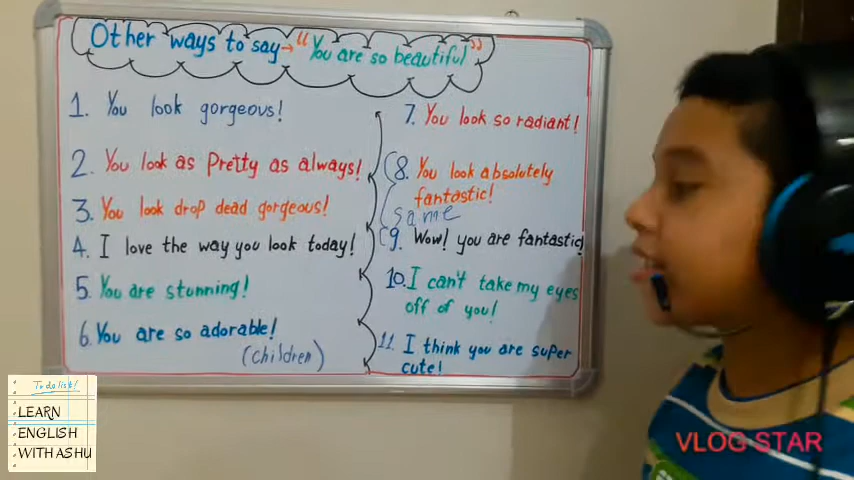 Other ways to say → "You are so beautiful"
1. You look gorgeous!
2. You look as Pretty as always!
3. You look drop dead gorgeous!
4. I love the way you look today!
5. You are stunning!
6. You are so adorable!
(children)
7. You look so radiant!
8. You look absolutely
fantastic!
same
9. Wow! you are fantastic!
10. I can't take my eyes
off of you!
11. I think you are super
cute!
To do list!
LEARN
ENGLISH
WITH ASHU
VLOG STAR